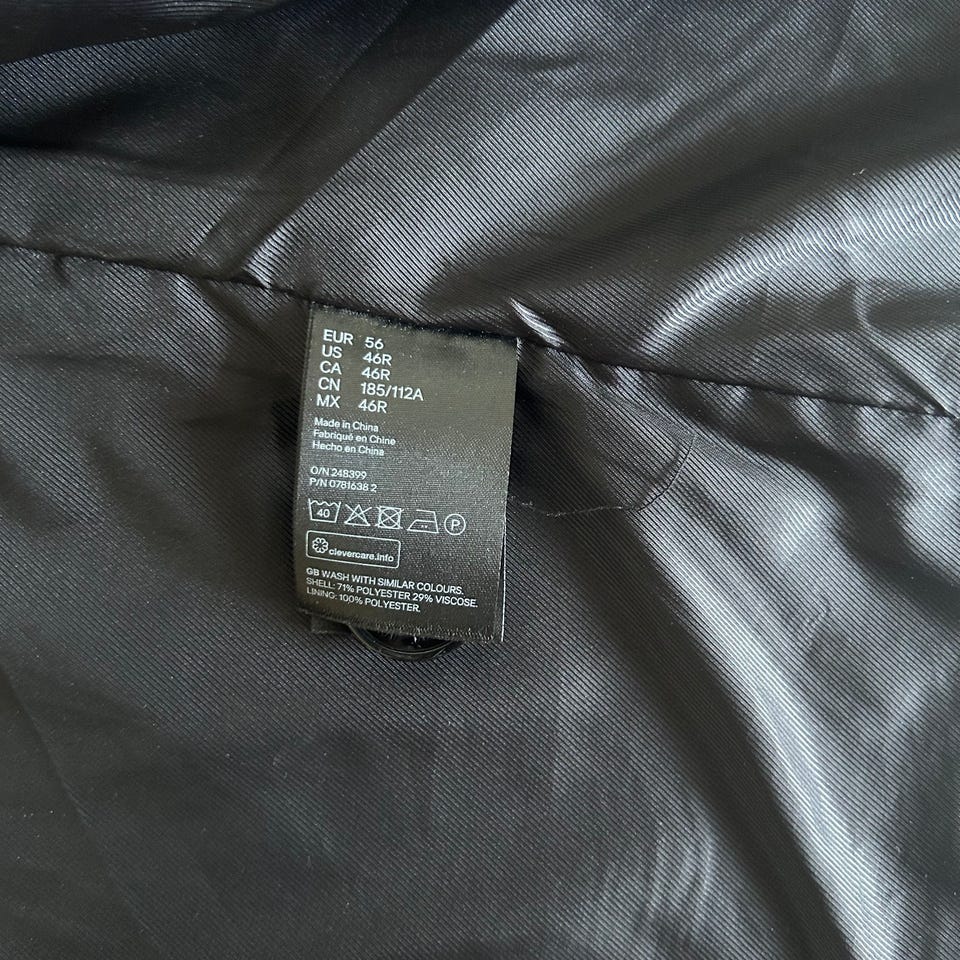 EUR 56
US 46R
CA 46R
CN 185/112A
MX 46R
Made in China
Fabriqué en Chine
Hecho en China
O/N 248399
P/N 0781638 2
40 P
clevercare.info
GB WASH WITH SIMILAR COLOURS.
SHELL: 71% POLYESTER 29% VISCOSE.
LINING: 100% POLYESTER.